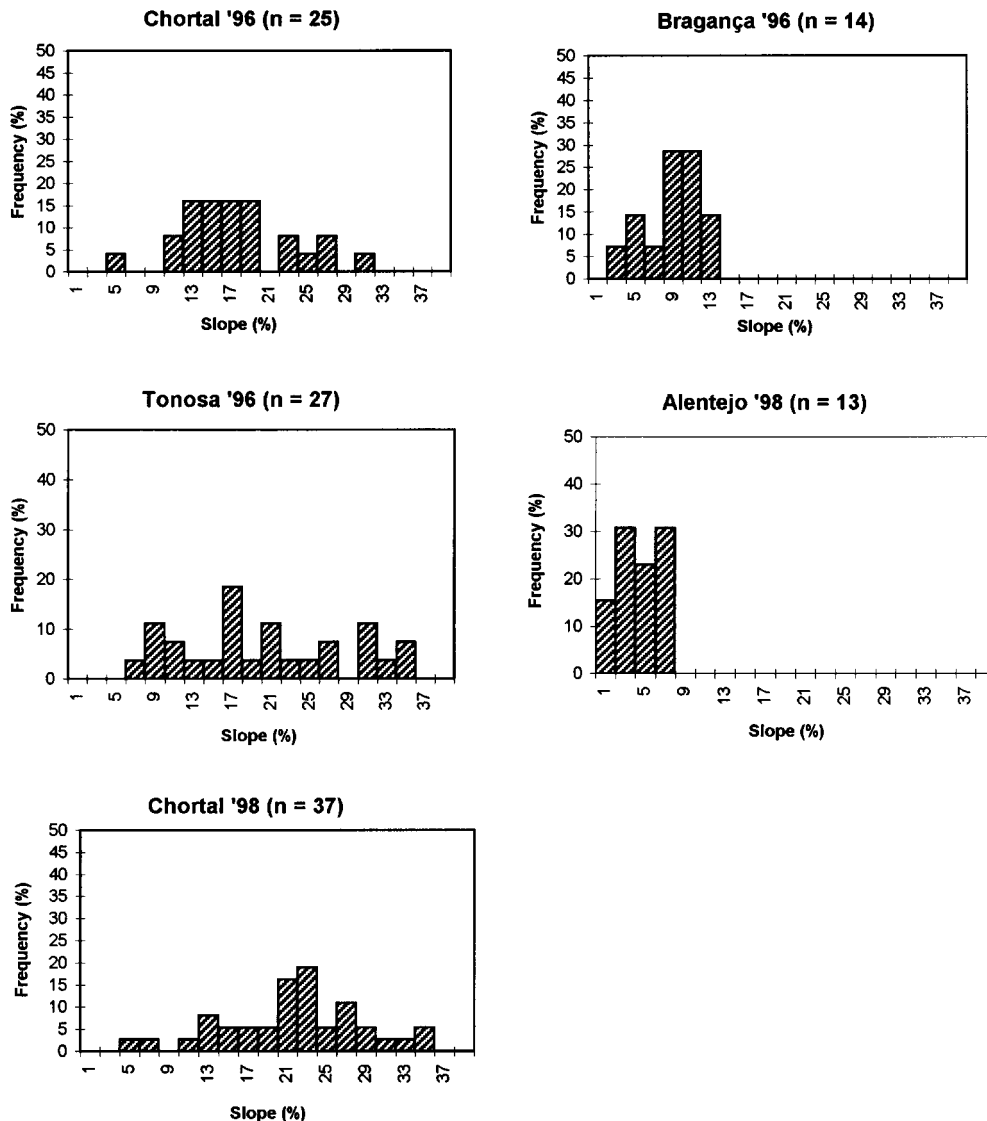 Chortal '96 (n = 25)
Frequency (%)
50
45
40
35
30
25
20
15
10
5
0
1 5 9 13 17 21 25 29 33 37
Slope (%)
Bragança '96 (n = 14)
Frequency (%)
50
45
40
35
30
25
20
15
10
5
0
1 5 9 13 17 21 25 29 33 37
Slope (%)
Tonosa '96 (n = 27)
Frequency (%)
50
40
30
20
10
0
1 5 9 13 17 21 25 29 33 37
Slope (%)
Alentejo '98 (n = 13)
Frequency (%)
50
40
30
20
10
0
1 5 9 13 17 21 25 29 33 37
Slope (%)
Chortal '98 (n = 37)
Frequency (%)
50
45
40
35
30
25
20
15
10
5
0
1 5 9 13 17 21 25 29 33 37
Slope (%)